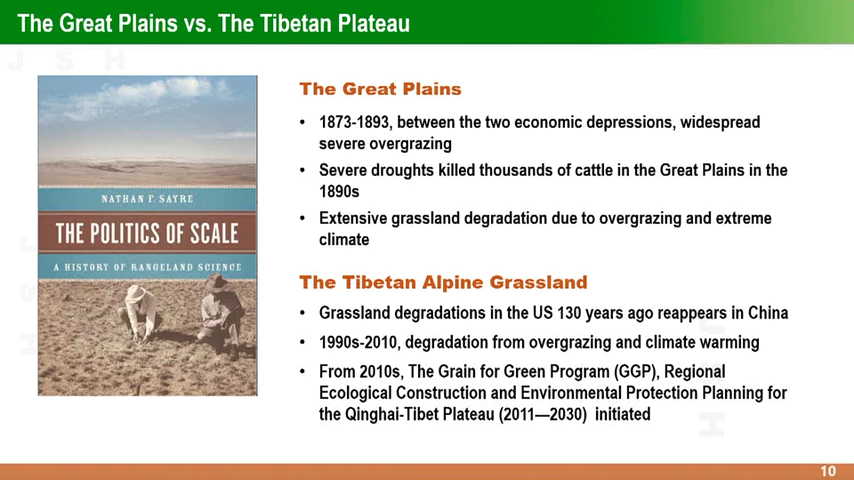 The Great Plains vs. The Tibetan Plateau
J S H
NATHAN F. SAYRE
THE POLITICS OF SCALE
A HISTORY OF RANGELAND SCIENCE
The Great Plains
• 1873-1893, between the two economic depressions, widespread
severe overgrazing
• Severe droughts killed thousands of cattle in the Great Plains in the
1890s
• Extensive grassland degradation due to overgrazing and extreme
climate
The Tibetan Alpine Grassland
• Grassland degradations in the US 130 years ago reappears in China
• 1990s-2010, degradation from overgrazing and climate warming
• From 2010s, The Grain for Green Program (GGP), Regional
Ecological Construction and Environmental Protection Planning for
the Qinghai-Tibet Plateau (2011—2030) initiated
10